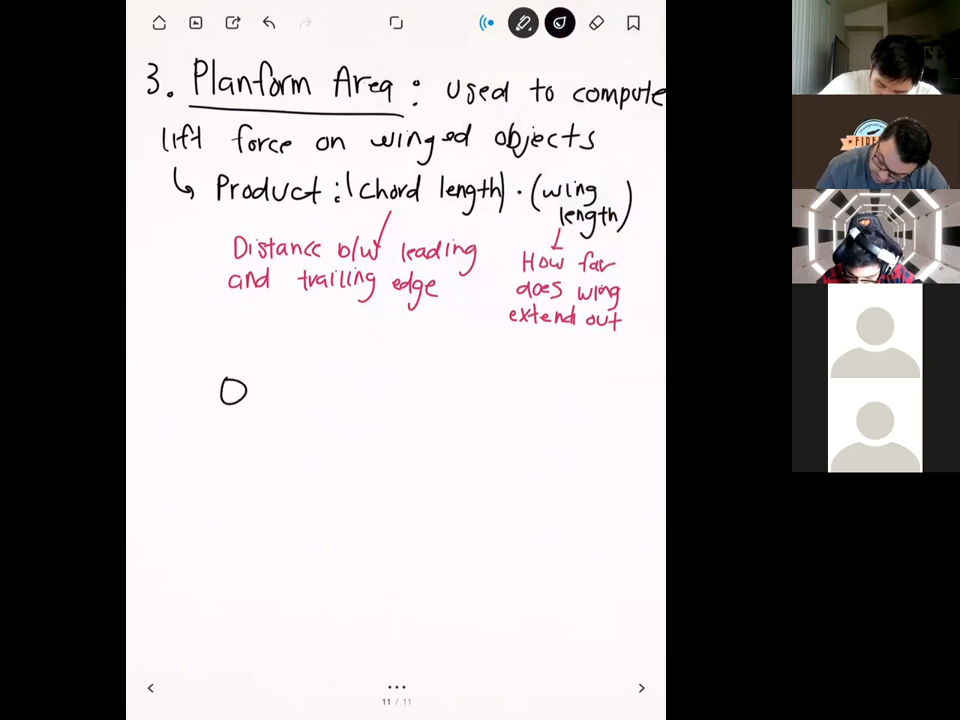 3. Planform Area : used to compute
lift force on winged objects
↳ Product : (chord length) · (wing length)
Distance b/w leading
and trailing edge
How far
does wing
extend out
O
11 / 11